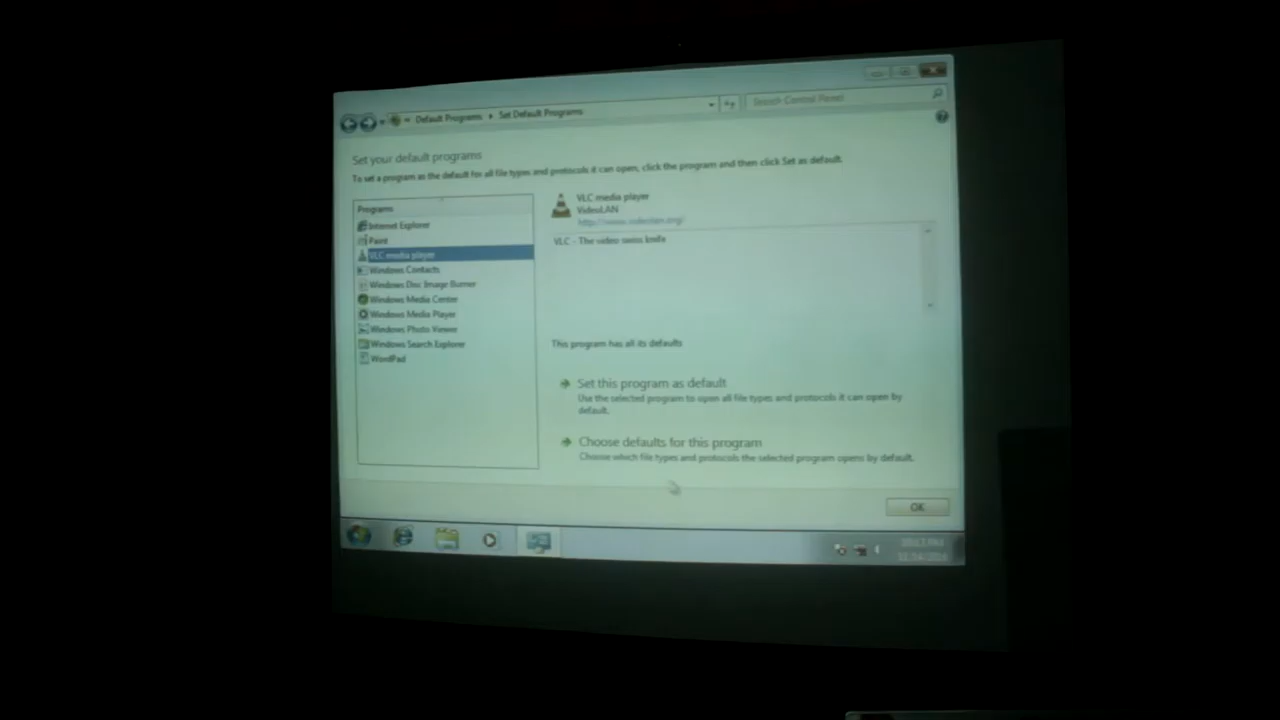 Default Programs ▸ Set Default Programs
Search Control Panel
Set your default programs
To set a program as the default for all file types and protocols it can open, click the program and then click Set as default.
Programs
Internet Explorer
Paint
VLC media player
Windows Contacts
Windows Disc Image Burner
Windows Media Center
Windows Media Player
Windows Photo Viewer
Windows Search Explorer
WordPad
VLC media player
VideoLAN
http://www.videolan.org/
VLC - The video swiss knife
This program has all its defaults
Set this program as default
Use the selected program to open all file types and protocols it can open by
default.
Choose defaults for this program
Choose which file types and protocols the selected program opens by default.
OK